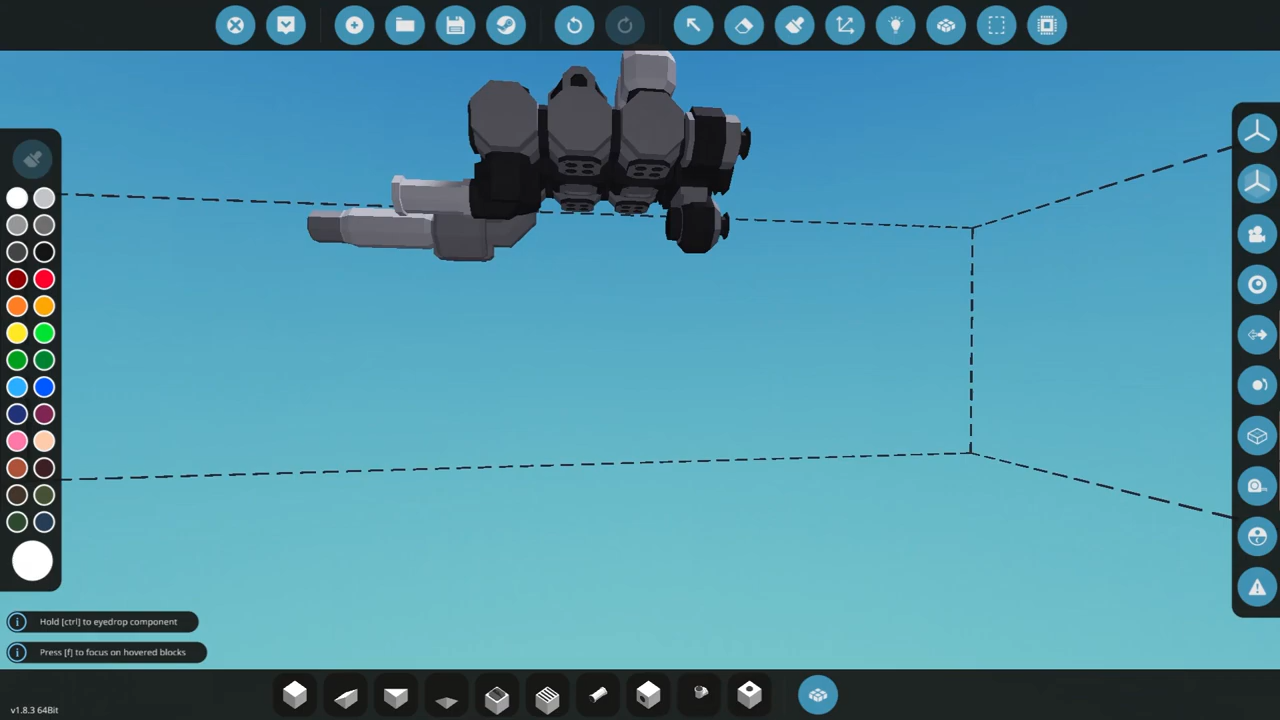 Hold [ctrl] to eyedrop component
Press [f] to focus on hovered blocks
v1.8.3 64Bit